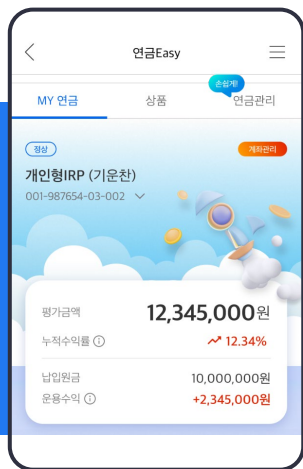 연금Easy
손쉽게!
MY 연금 상품 연금관리
정상 계좌관리
개인형IRP (기운찬)
001-987654-03-002
평가금액 12,345,000원
누적수익률 12.34%
납입원금 10,000,000원
운용수익 +2,345,000원